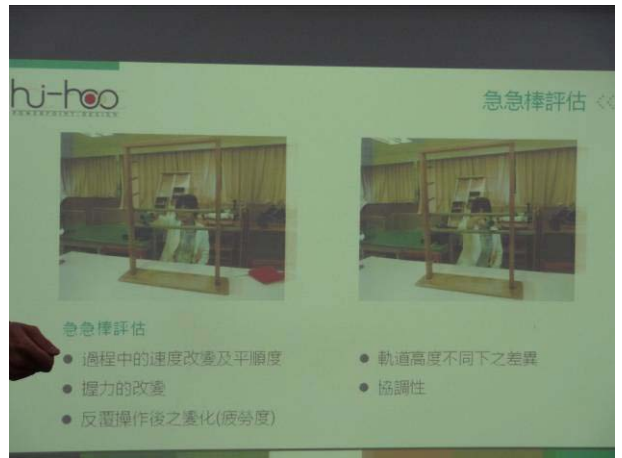 hi-hoo
POWERPOINT.DESIGN
急急棒評估 <<
急急棒評估
● 過程中的速度改變及平順度
● 握力的改變
● 反覆操作後之變化(疲勞度)
● 軌道高度不同下之差異
● 協調性